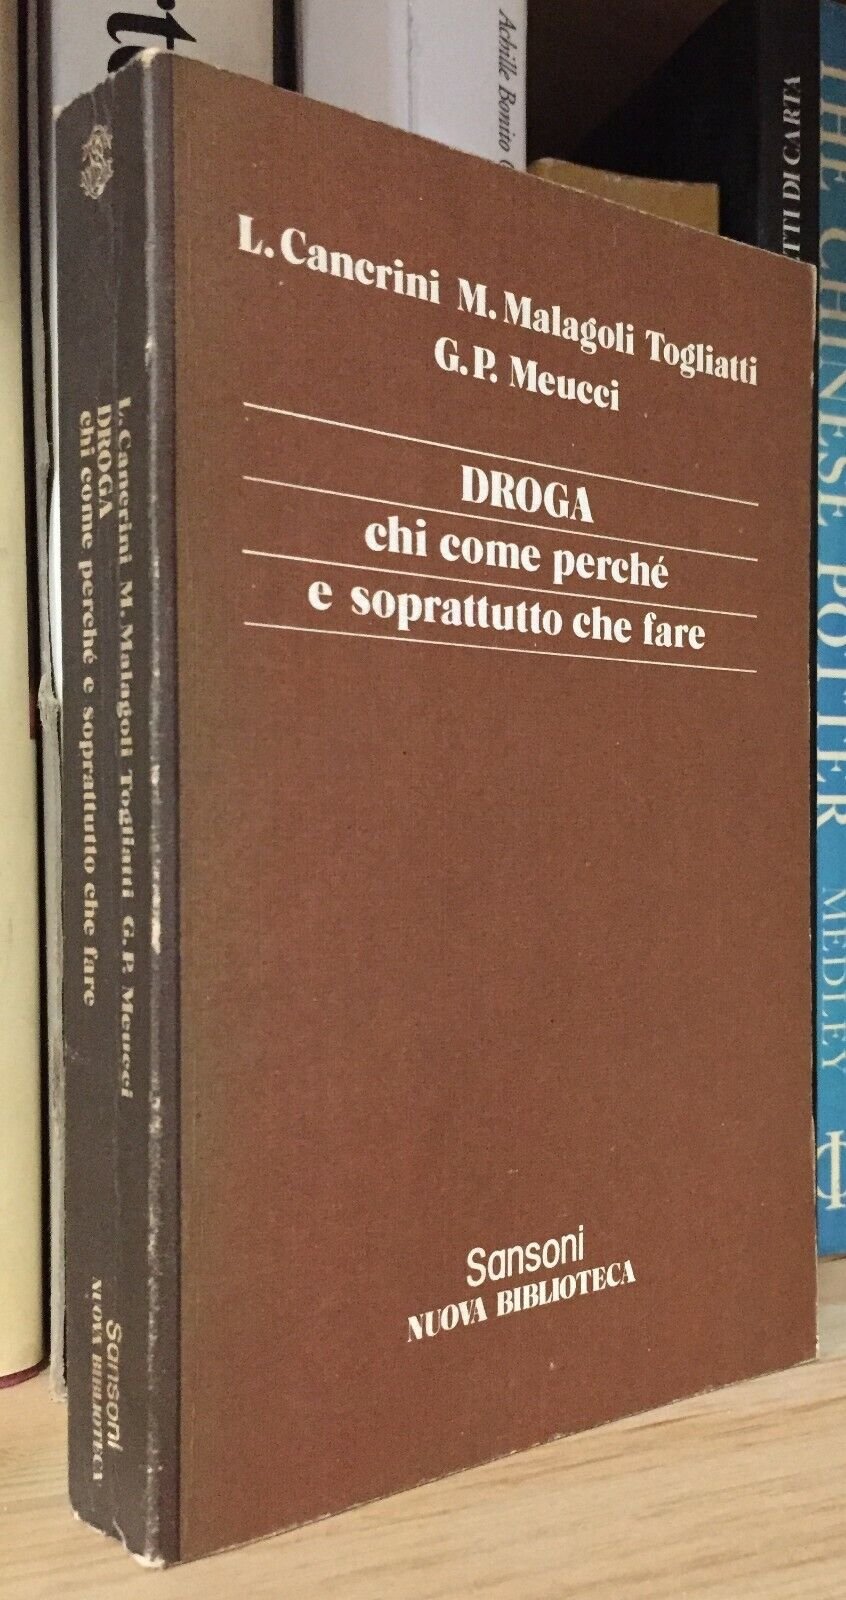 L. Cancrini M. Malagoli Togliatti
G.P. Meucci
DROGA
chi come perché
e soprattutto che fare
Sansoni
NUOVA BIBLIOTECA
L. Cancrini M. Malagoli Togliatti G. P. Meucci
DROGA
chi come perché e soprattutto che fare
Sansoni
NUOVA BIBLIOTECA
Achille Bonito
DI CARTA
THE CHINESE POTTER MEDLEY